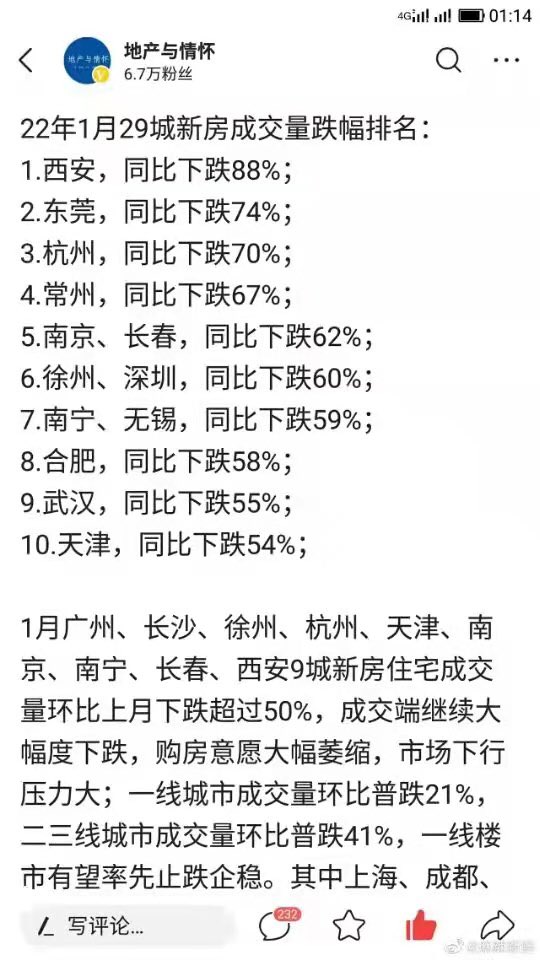 4G 01:14
地产与情怀
地产与情怀
6.7万粉丝
22年1月29城新房成交量跌幅排名：
1.西安，同比下跌88%；
2.东莞，同比下跌74%；
3.杭州，同比下跌70%；
4.常州，同比下跌67%；
5.南京、长春，同比下跌62%；
6.徐州、深圳，同比下跌60%；
7.南宁、无锡，同比下跌59%；
8.合肥，同比下跌58%；
9.武汉，同比下跌55%；
10.天津，同比下跌54%；
1月广州、长沙、徐州、杭州、天津、南
京、南宁、长春、西安9城新房住宅成交
量环比上月下跌超过50%，成交端继续大
幅度下跌，购房意愿大幅萎缩，市场下行
压力大；一线城市成交量环比普跌21%，
二三线城市成交量环比普跌41%，一线楼
市有望率先止跌企稳。其中上海、成都、
写评论...
232